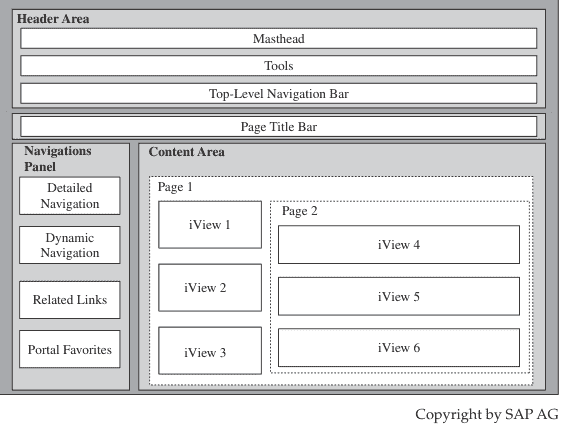 Header Area
Masthead
Tools
Top-Level Navigation Bar
Page Title Bar
Navigations
Panel
Detailed
Navigation
Dynamic
Navigation
Related Links
Portal Favorites
Content Area
Page 1
iView 1
iView 2
iView 3
Page 2
iView 4
iView 5
iView 6
Copyright by SAP AG